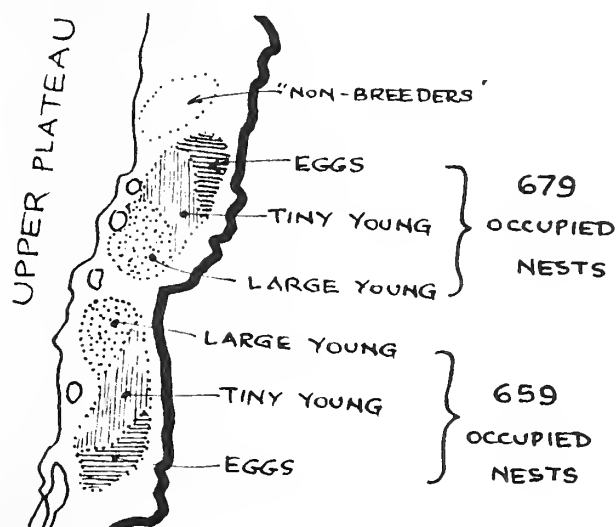 UPPER PLATEAU
"NON-BREEDERS'
EGGS
TINY YOUNG
LARGE YOUNG
679
OCCUPIED
NESTS
LARGE YOUNG
TINY YOUNG
EGGS
659
OCCUPIED
NESTS